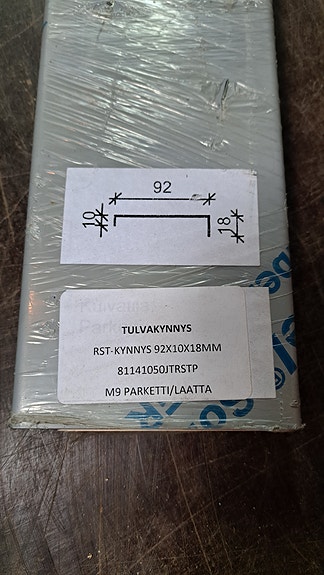 92
10
18
TULVAKYNNYS
RST-KYNNYS 92X10X18MM
81141050JTRSTP
M9 PARKETTI/LAATTA